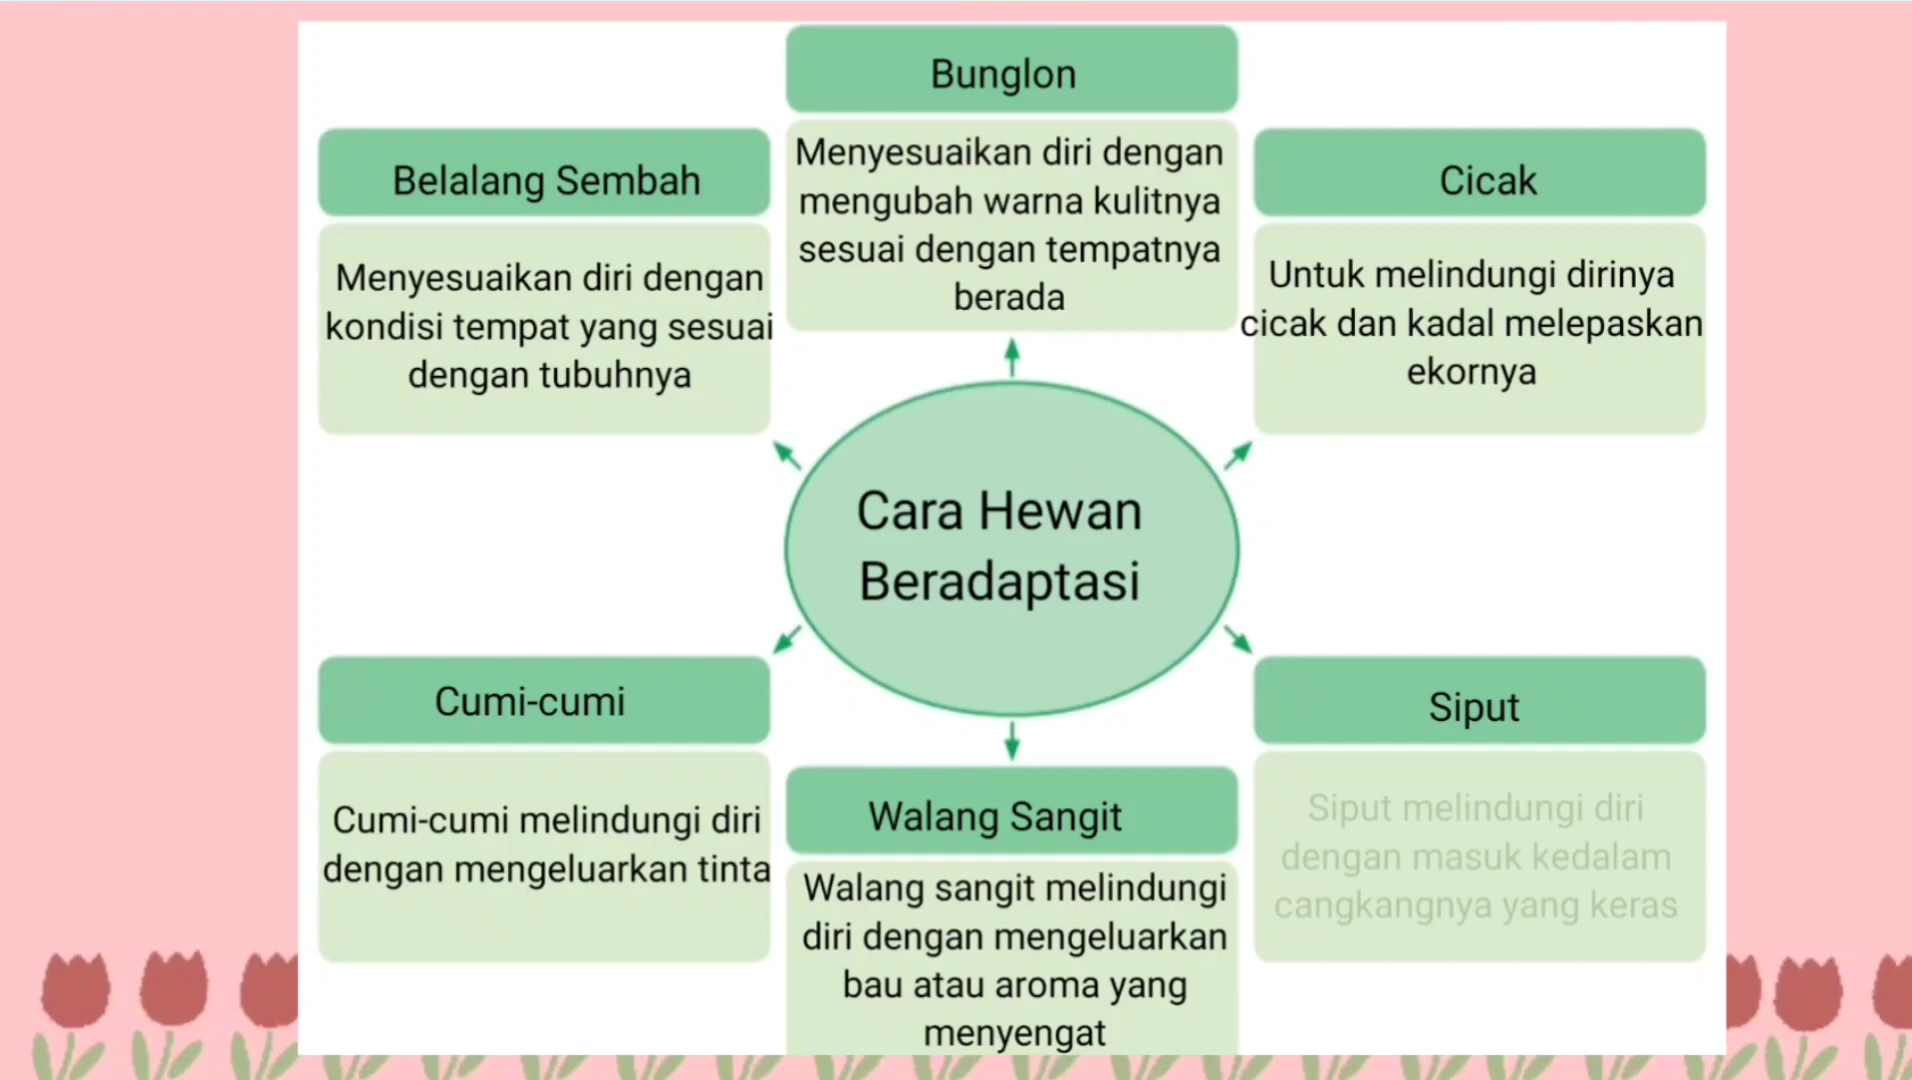 Bunglon
Menyesuaikan diri dengan
mengubah warna kulitnya
sesuai dengan tempatnya
berada
Belalang Sembah
Menyesuaikan diri dengan
kondisi tempat yang sesuai
dengan tubuhnya
Cicak
Untuk melindungi dirinya
cicak dan kadal melepaskan
ekornya
Cara Hewan
Beradaptasi
Cumi-cumi
Cumi-cumi melindungi diri
dengan mengeluarkan tinta
Walang Sangit
Walang sangit melindungi
diri dengan mengeluarkan
bau atau aroma yang
menyengat
Siput
Siput melindungi diri
dengan masuk kedalam
cangkangnya yang keras